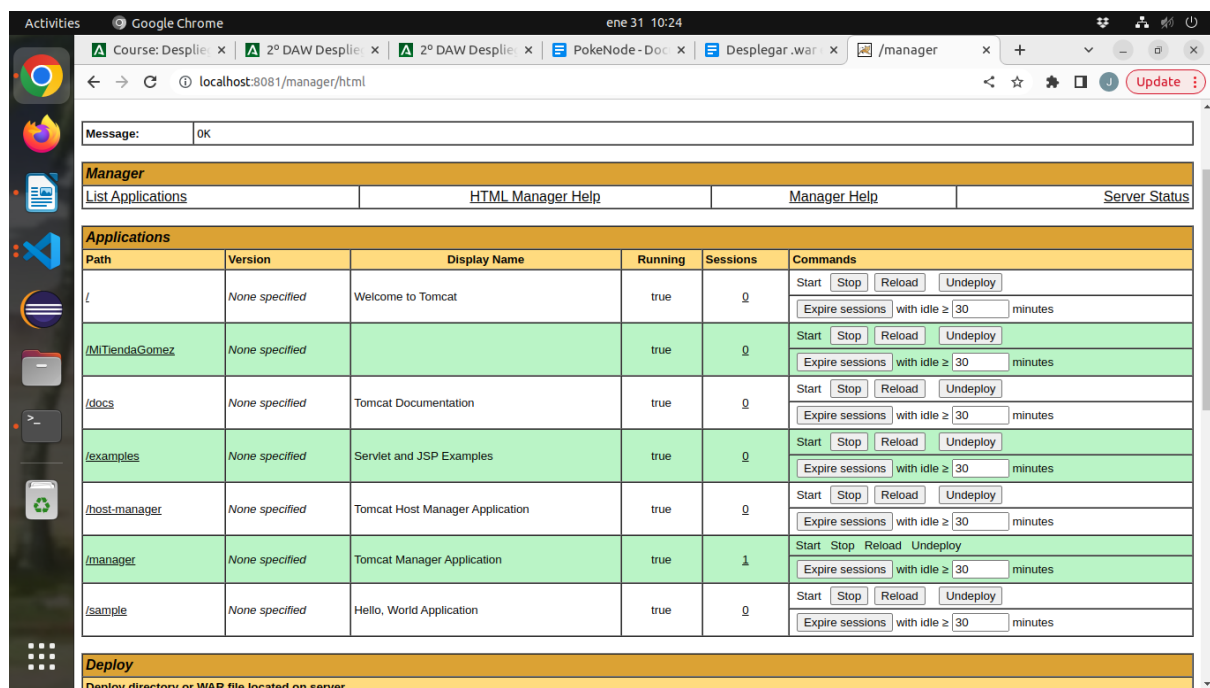 Activities Google Chrome ene 31 10:24
Course: Desplie 2º DAW Desplie 2º DAW Desplie PokeNode - Doc Desplegar .war /manager
localhost:8081/manager/html J Update
Message: OK
Manager
List Applications HTML Manager Help Manager Help Server Status
Applications
Path Version Display Name Running Sessions Commands
/ None specified Welcome to Tomcat true 0 Start Stop Reload Undeploy
Expire sessions with idle ≥ 30 minutes
/MiTiendaGomez None specified true 0 Start Stop Reload Undeploy
Expire sessions with idle ≥ 30 minutes
/docs None specified Tomcat Documentation true 0 Start Stop Reload Undeploy
Expire sessions with idle ≥ 30 minutes
/examples None specified Servlet and JSP Examples true 0 Start Stop Reload Undeploy
Expire sessions with idle ≥ 30 minutes
/host-manager None specified Tomcat Host Manager Application true 0 Start Stop Reload Undeploy
Expire sessions with idle ≥ 30 minutes
/manager None specified Tomcat Manager Application true 1 Start Stop Reload Undeploy
Expire sessions with idle ≥ 30 minutes
/sample None specified Hello, World Application true 0 Start Stop Reload Undeploy
Expire sessions with idle ≥ 30 minutes
Deploy
Deploy directory or WAR file located on server